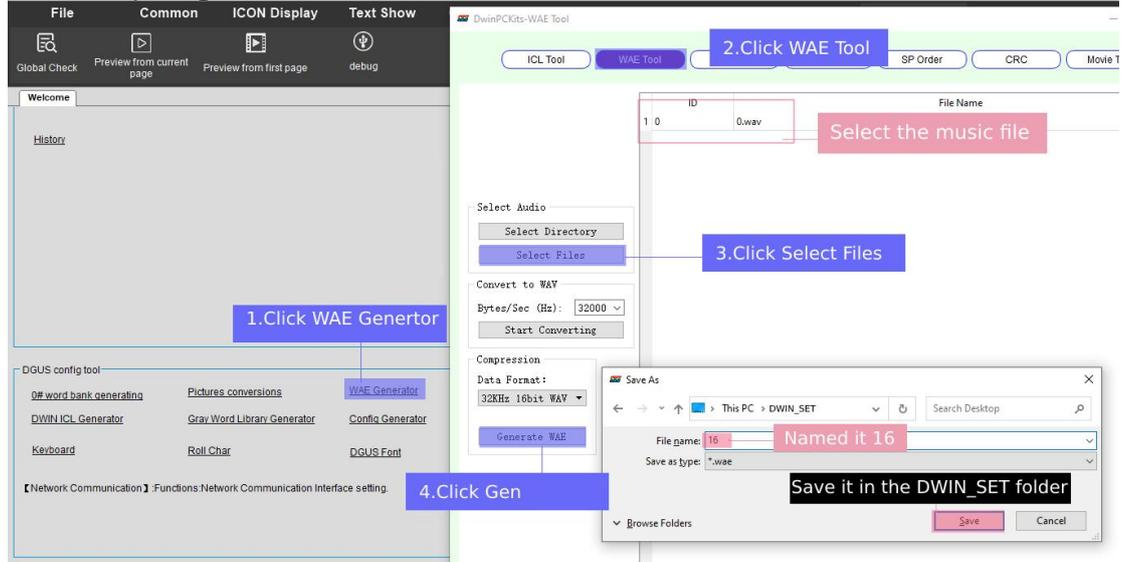 File Common ICON Display Text Show
Global Check Preview from current page Preview from first page debug
Welcome
History
1.Click WAE Genertor
DGUS config tool
0# word bank generating Pictures conversions WAE Generator
DWIN ICL Generator Gray Word Library Generator Config Generator
Keyboard Roll Char DGUS Font
【Network Communication】:Functions:Network Communication Interface setting.
DwinPCKits-WAE Tool
2.Click WAE Tool
ICL Tool WAE Tool SP Order CRC Movie T
ID File Name
1 0 0.wav
Select the music file
Select Audio
Select Directory
Select Files
3.Click Select Files
Convert to WAV
Bytes/Sec (Hz): 32000
Start Converting
Compression
Data Format:
32KHz 16bit WAV
Generate WAE
4.Click Gen
Save As
This PC > DWIN_SET Search Desktop
File name: 16
Named it 16
Save as type: *.wae
Save it in the DWIN_SET folder
Browse Folders Save Cancel